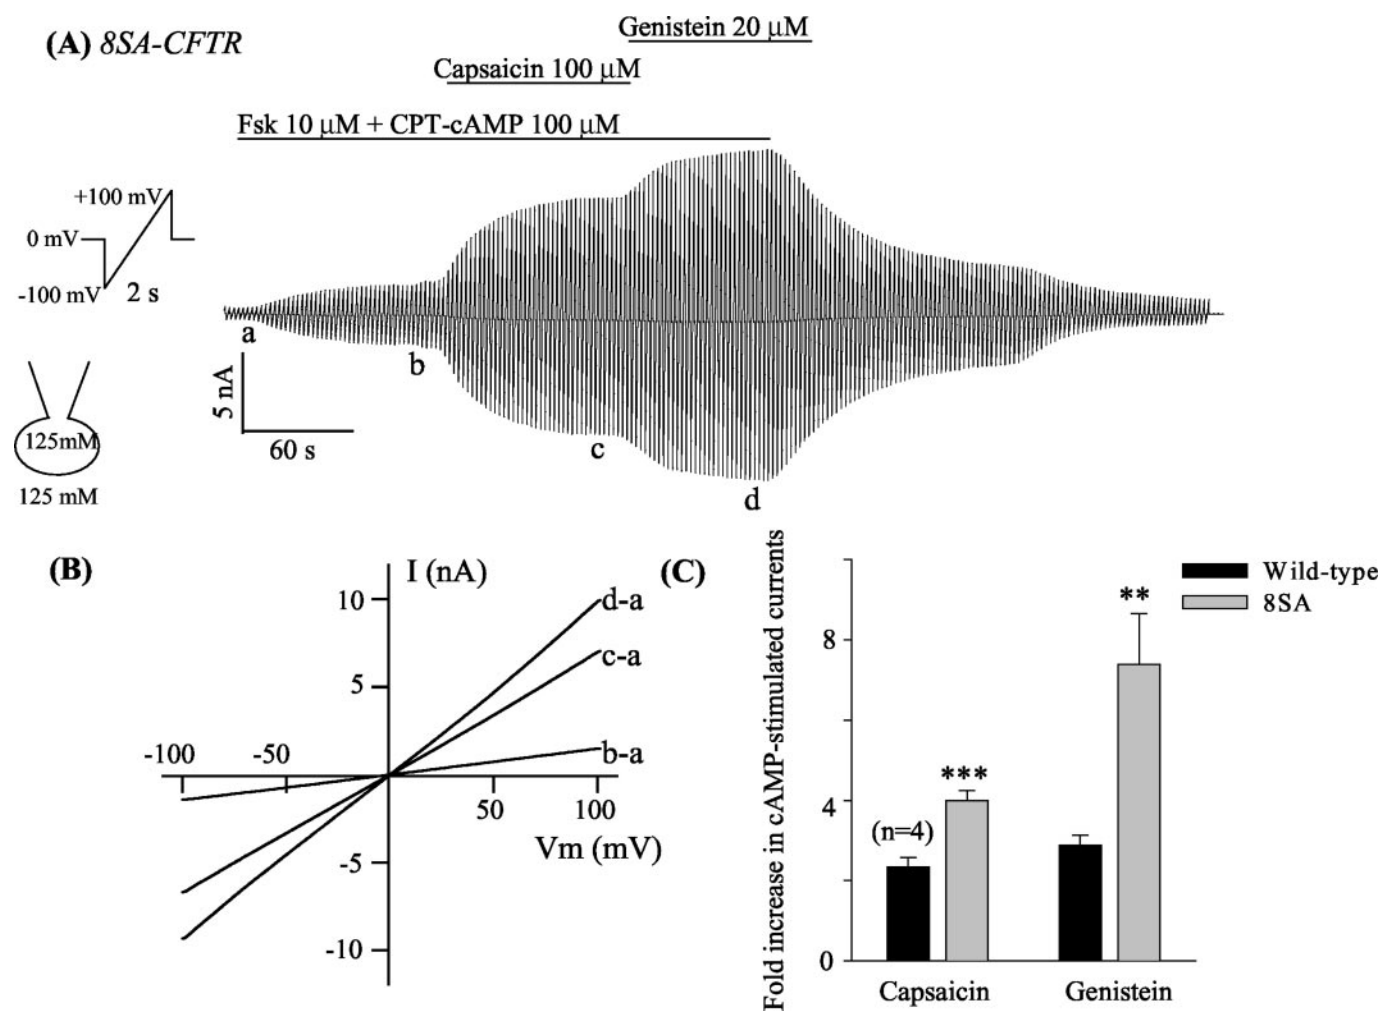 (A) 8SA-CFTR
Genistein 20 μM
Capsaicin 100 μM
Fsk 10 μM + CPT-cAMP 100 μM
+100 mV
0 mV
-100 mV
2 s
a
b
c
d
5 nA
60 s
125mM
125 mM
(B)
I (nA)
10
5
-5
-10
-100
-50
50
100
Vm (mV)
d-a
c-a
b-a
(C)
Fold increase in cAMP-stimulated currents
8
4
0
(n=4)
***
**
Capsaicin
Genistein
Wild-type
8SA